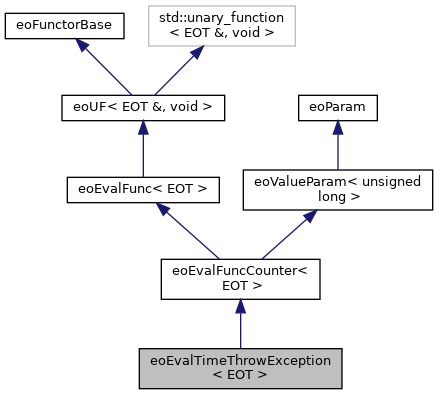 eoFunctorBase
std::unary_function
< EOT &, void >
eoUF< EOT &, void >
eoParam
eoEvalFunc< EOT >
eoValueParam< unsigned
long >
eoEvalFuncCounter<
EOT >
eoEvalTimeThrowException
< EOT >